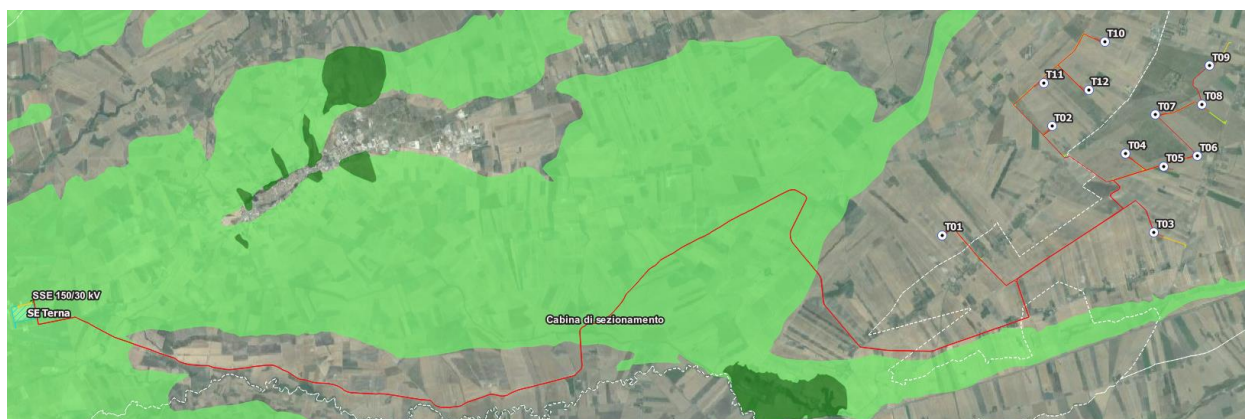 T10
T09
T11
T12
T08
T07
T02
T04
T06
T05
T03
T01
SSE 150/30 kV
SE Terna
Cabina di sezionamento